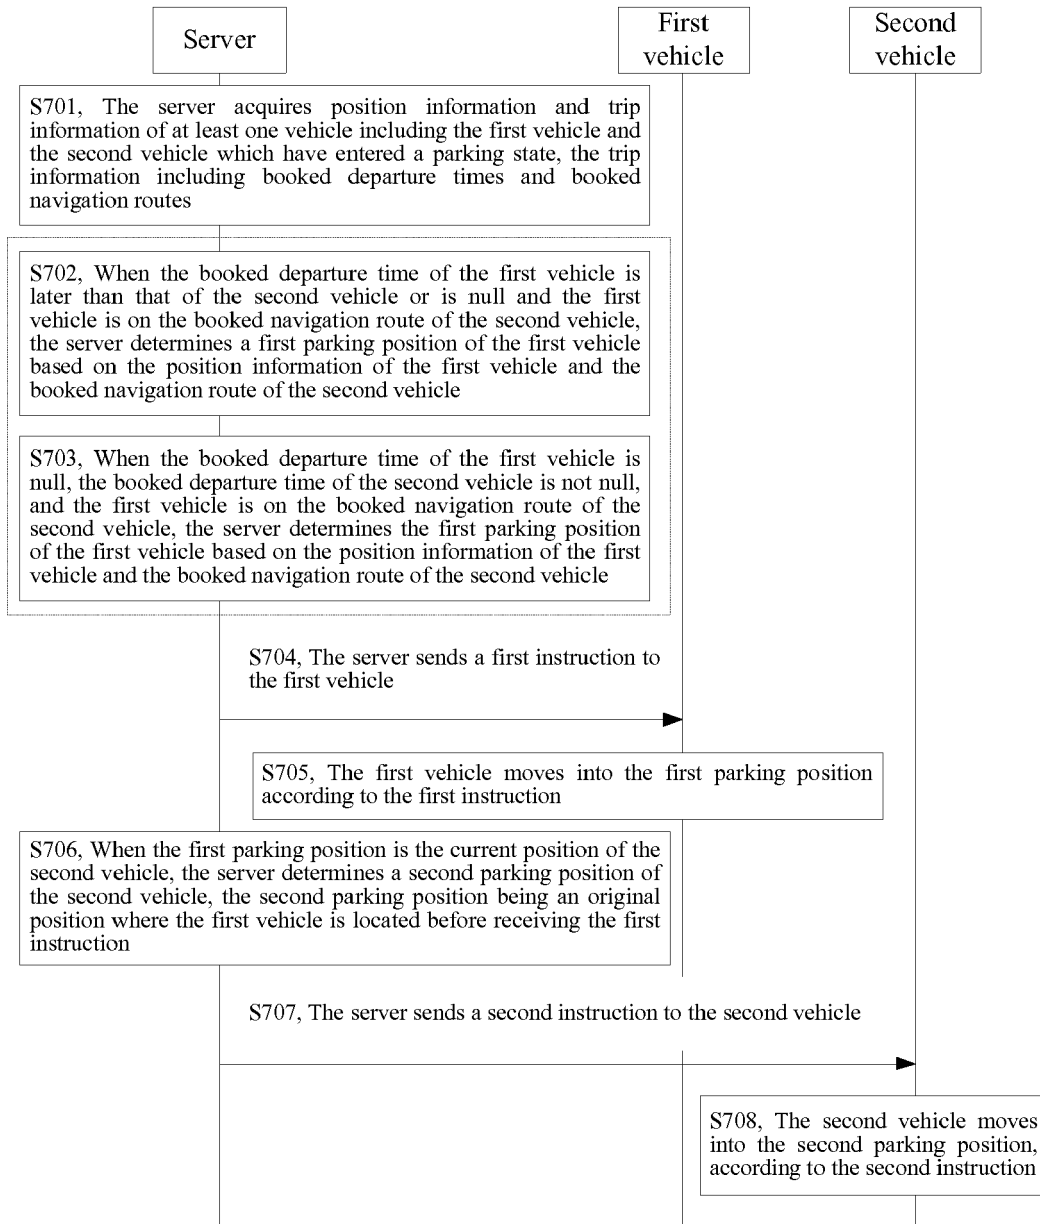 Server
First
vehicle
Second
vehicle
S701, The server acquires position information and trip
information of at least one vehicle including the first vehicle and
the second vehicle which have entered a parking state, the trip
information including booked departure times and booked
navigation routes
S702, When the booked departure time of the first vehicle is
later than that of the second vehicle or is null and the first
vehicle is on the booked navigation route of the second vehicle,
the server determines a first parking position of the first vehicle
based on the position information of the first vehicle and the
booked navigation route of the second vehicle
S703, When the booked departure time of the first vehicle is
null, the booked departure time of the second vehicle is not null,
and the first vehicle is on the booked navigation route of the
second vehicle, the server determines the first parking position
of the first vehicle based on the position information of the first
vehicle and the booked navigation route of the second vehicle
S704, The server sends a first instruction to
the first vehicle
S705, The first vehicle moves into the first parking position
according to the first instruction
S706, When the first parking position is the current position of the
second vehicle, the server determines a second parking position of
the second vehicle, the second parking position being an original
position where the first vehicle is located before receiving the first
instruction
S707, The server sends a second instruction to the second vehicle
S708, The second vehicle moves
into the second parking position,
according to the second instruction